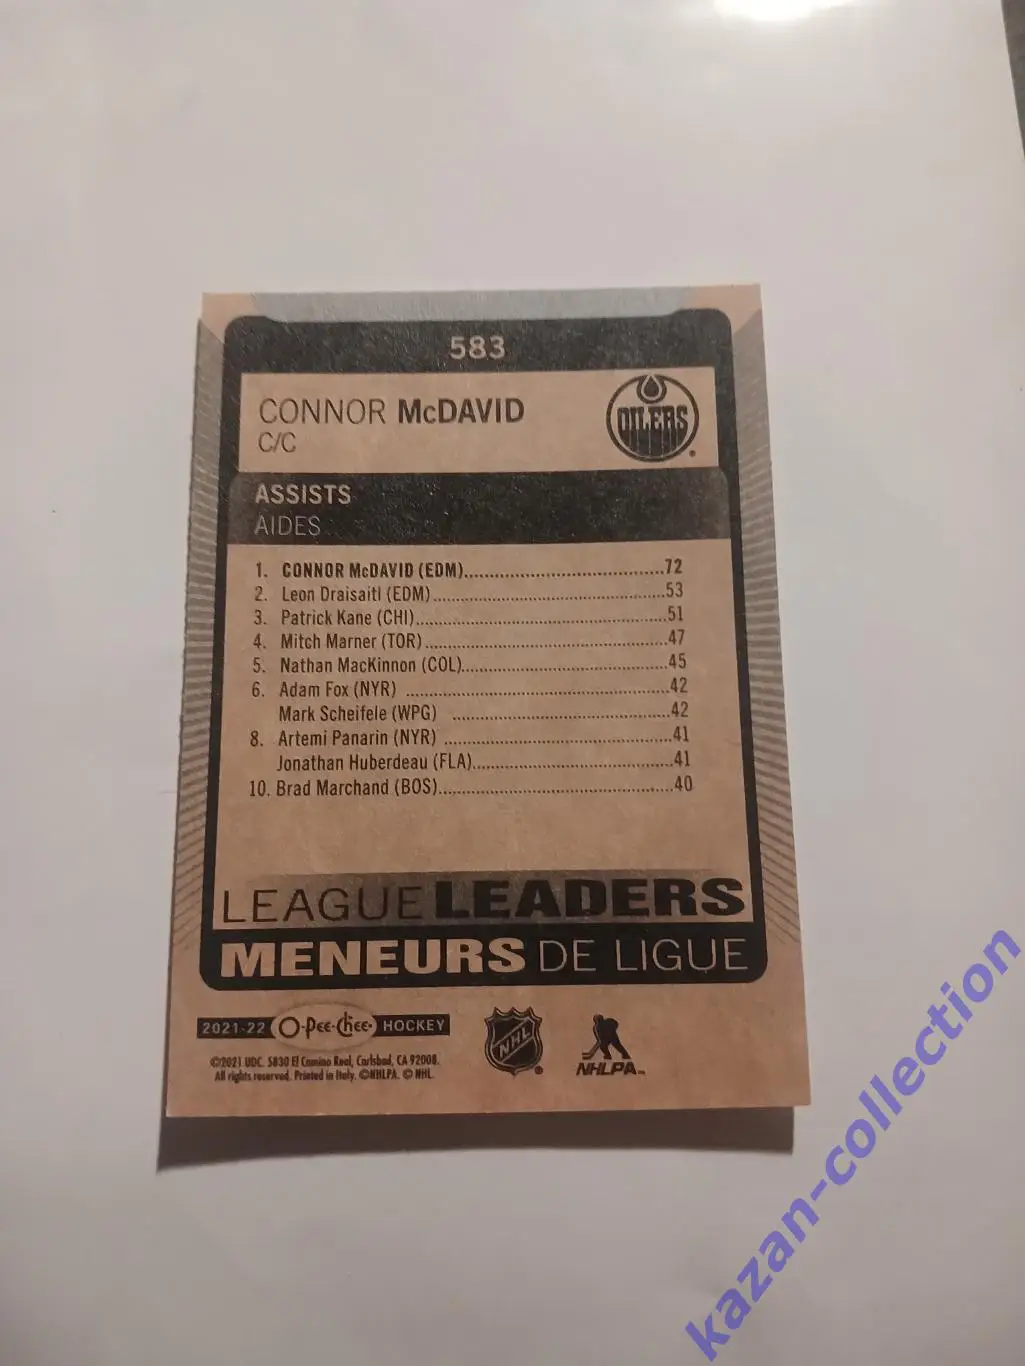 583
CONNOR McDAVID
C/C
OILERS
ASSISTS
AIDES
1. CONNOR McDAVID (EDM)........................................72
2. Leon Draisaitl (EDM)........................................53
3. Patrick Kane (CHI)........................................51
4. Mitch Marner (TOR)........................................47
5. Nathan MacKinnon (COL)........................................45
6. Adam Fox (NYR) ........................................42
Mark Scheifele (WPG) ........................................42
8. Artemi Panarin (NYR) ........................................41
Jonathan Huberdeau (FLA)........................................41
10. Brad Marchand (BOS)........................................40
LEAGUE LEADERS
MENEURS DE LIGUE
2021-22 O-Pee-Chee HOCKEY
©2021 UDC. 5830 El Camino Real, Carlsbad, CA 92008.
All rights reserved. Printed in Italy. ©NHLPA. © NHL.
NHL
NHLPA™
kazan-collection